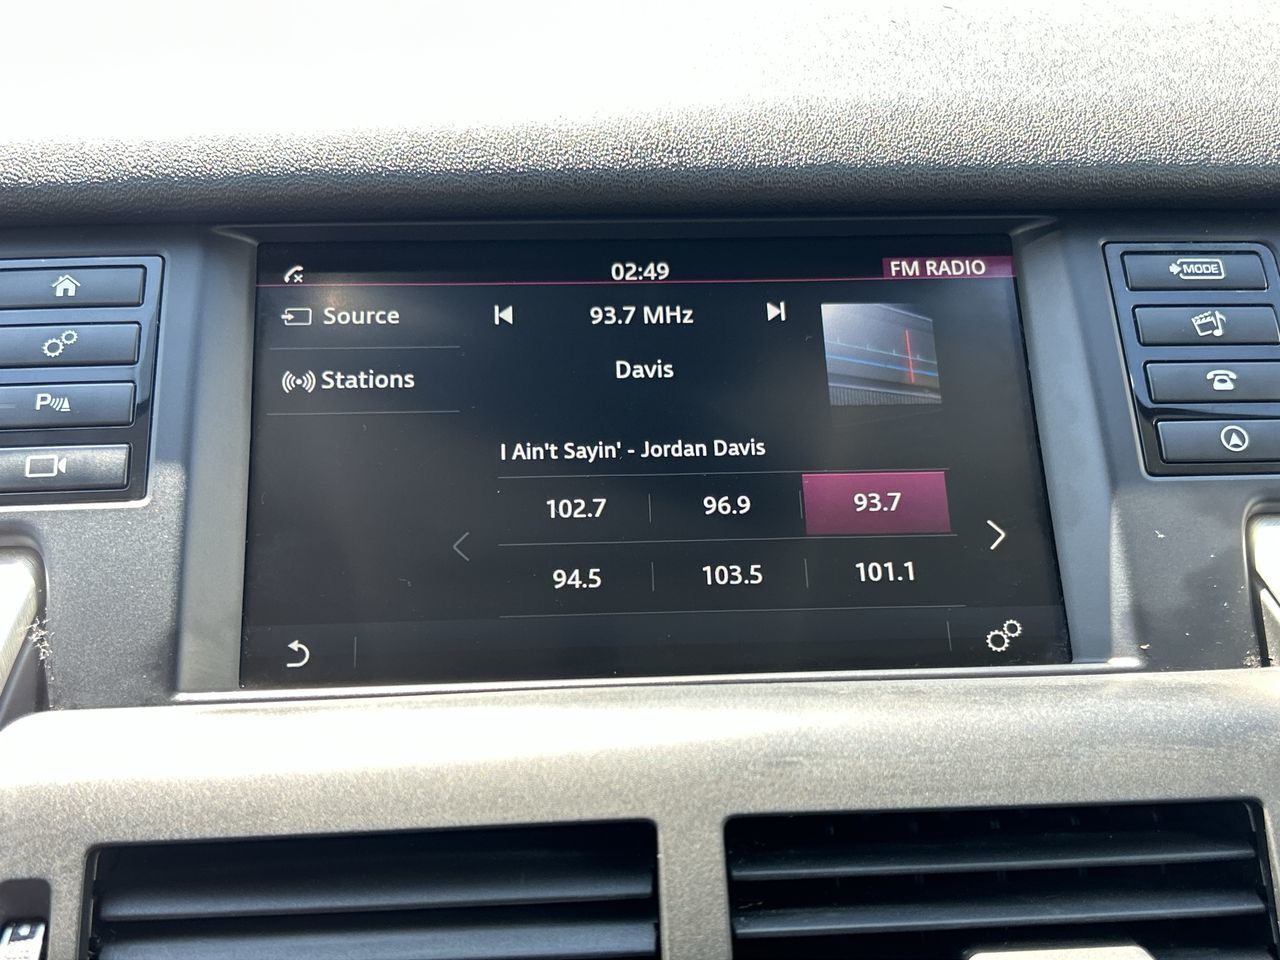 02:49
FM RADIO
Source
93.7 MHz
Stations
Davis
I Ain't Sayin' - Jordan Davis
102.7
96.9
93.7
94.5
103.5
101.1
MODE
P